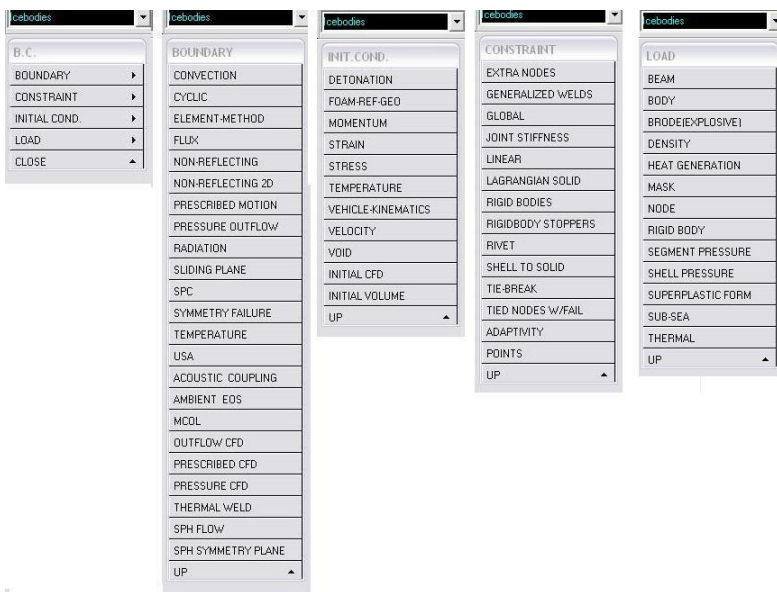 Icebodies
B.C.
BOUNDARY
CONSTRAINT
INITIAL COND.
LOAD
CLOSE
Icebodies
BOUNDARY
CONVECTION
CYCLIC
ELEMENT-METHOD
FLUX
NON-REFLECTING
NON-REFLECTING 2D
PRESCRIBED MOTION
PRESSURE OUTFLOW
RADIATION
SLIDING PLANE
SPC
SYMMETRY FAILURE
TEMPERATURE
USA
ACOUSTIC COUPLING
AMBIENT EOS
MCOL
OUTFLOW CFD
PRESCRIBED CFD
PRESSURE CFD
THERMAL WELD
SPH FLOW
SPH SYMMETRY PLANE
UP
Icebodies
INIT.COND.
DETONATION
FOAM-REF-GEO
MOMENTUM
STRAIN
STRESS
TEMPERATURE
VEHICLE-KINEMATICS
VELOCITY
VOID
INITIAL CFD
INITIAL VOLUME
UP
Icebodies
CONSTRAINT
EXTRA NODES
GENERALIZED WELDS
GLOBAL
JOINT STIFFNESS
LINEAR
LAGRANGIAN SOLID
RIGID BODIES
RIGIDBODY STOPPERS
RIVET
SHELL TO SOLID
TIE-BREAK
TIED NODES W/FAIL
ADAPTIVITY
POINTS
UP
Icebodies
LOAD
BEAM
BODY
BRODE(EXPLOSIVE)
DENSITY
HEAT GENERATION
MASK
NODE
RIGID BODY
SEGMENT PRESSURE
SHELL PRESSURE
SUPERPLASTIC FORM
SUB-SEA
THERMAL
UP